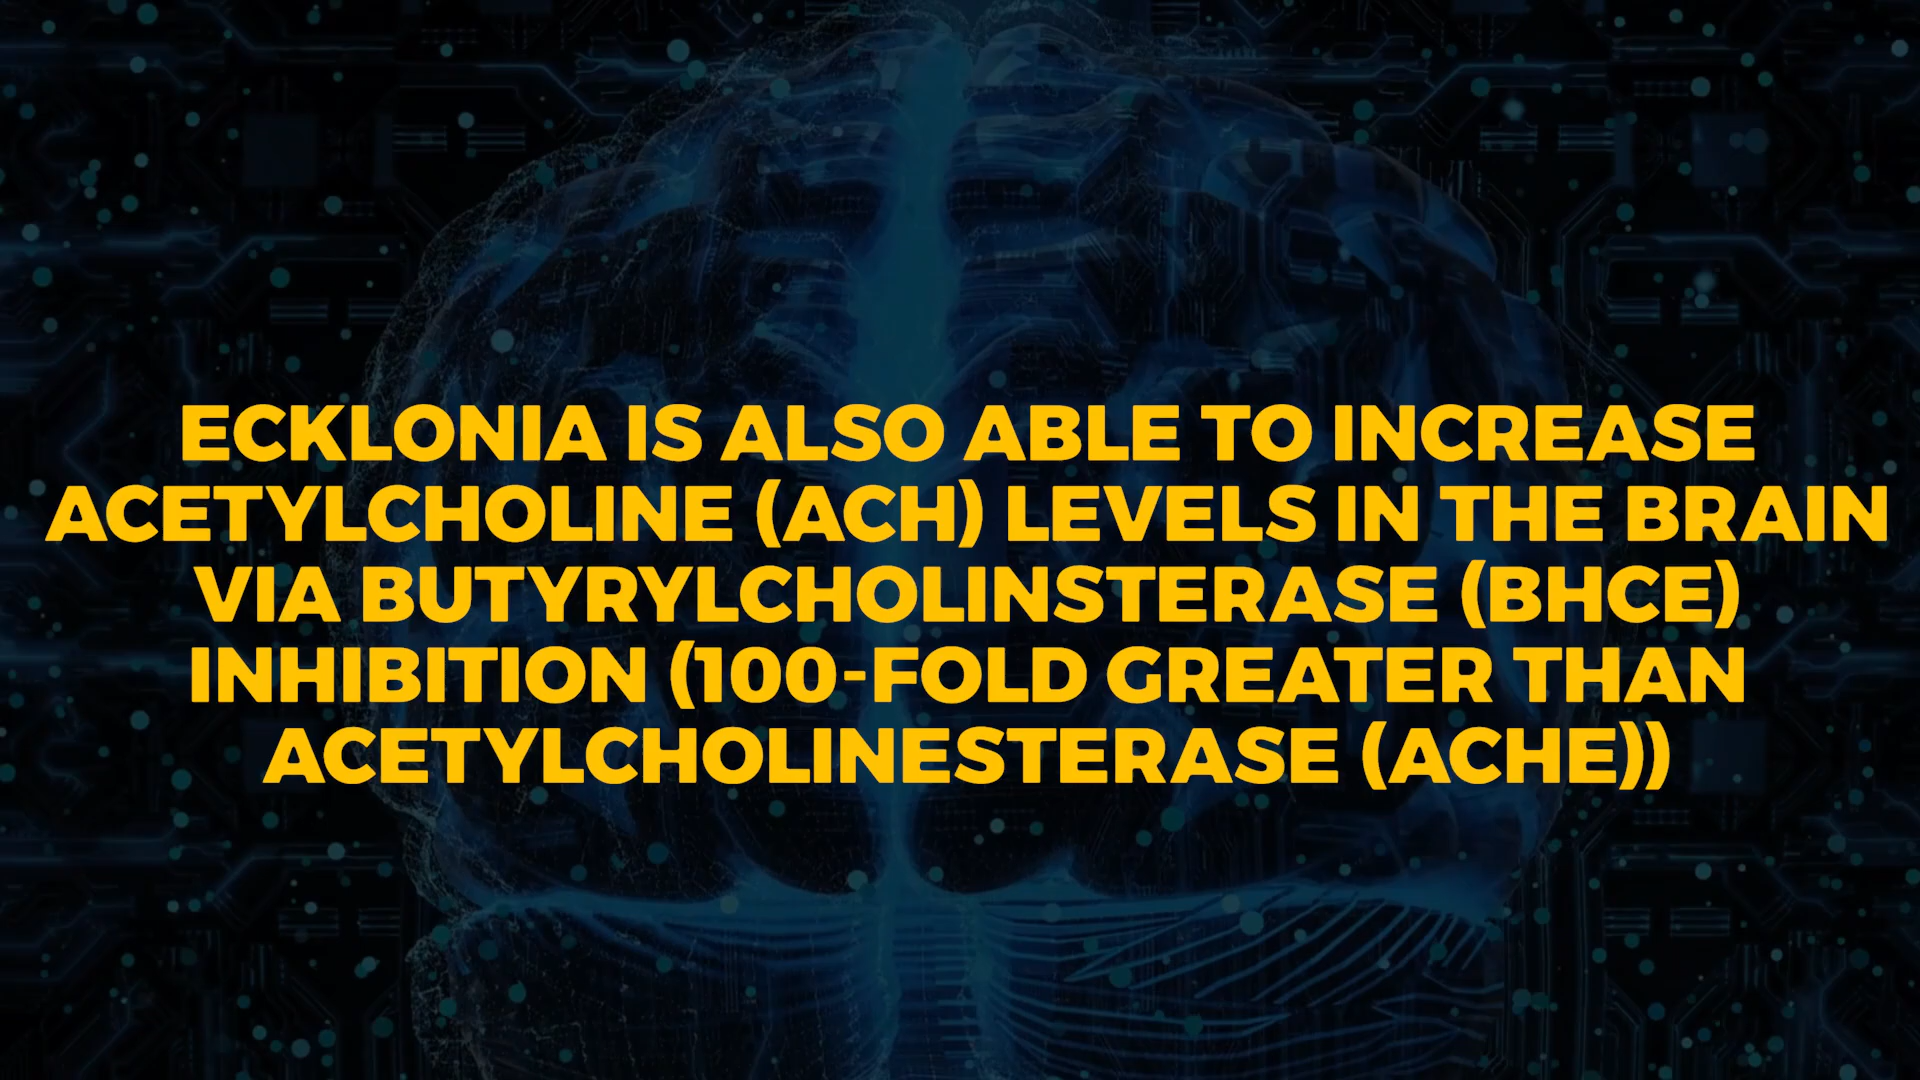 ECKLONIA IS ALSO ABLE TO INCREASE
ACETYLCHOLINE (ACH) LEVELS IN THE BRAIN
VIA BUTYRYLCHOLINSTERASE (BHCE)
INHIBITION (100-FOLD GREATER THAN
ACETYLCHOLINESTERASE (ACHE))